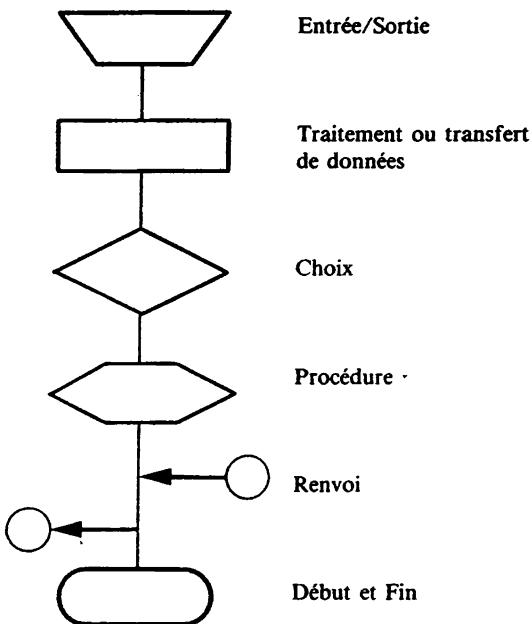 Entrée/Sortie
Traitement ou transfert
de données
Choix
Procédure
Renvoi
Début et Fin